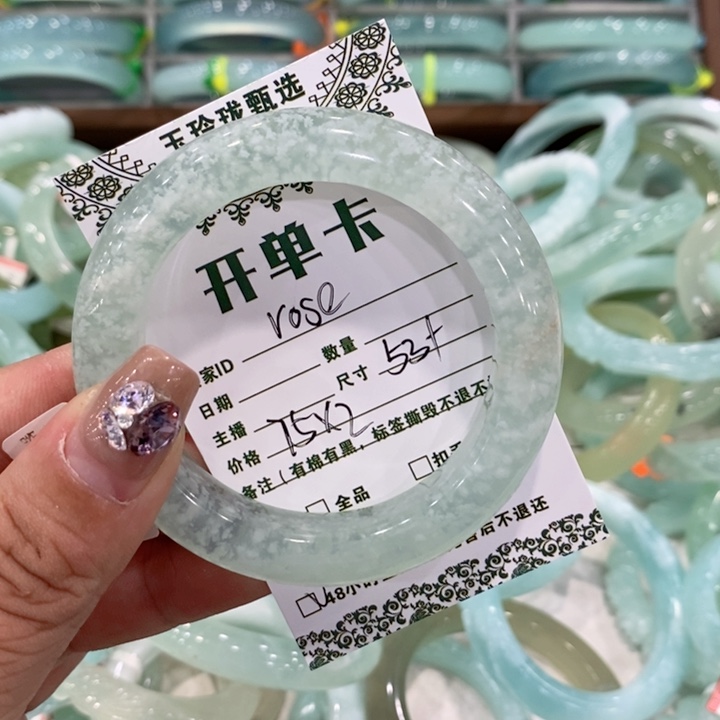 玉玲珑甄选
开单卡
家ID rose
日期 数量
主播 尺寸 53+
价格 75x2
备注(有棉有黑)标签撕毁不退不
全品
后不退还
48小时